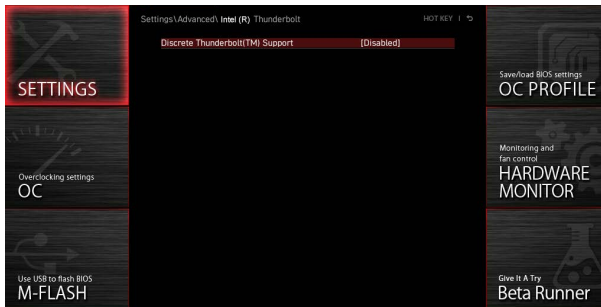 Settings\Advanced\ Intel (R) Thunderbolt
HOT KEY |
Discrete Thunderbolt(TM) Support [Disabled]
SETTINGS
Overclocking settings
OC
Use USB to flash BIOS
M-FLASH
Save/load BIOS settings
OC PROFILE
Monitoring and
fan control
HARDWARE
MONITOR
Give It A Try
Beta Runner